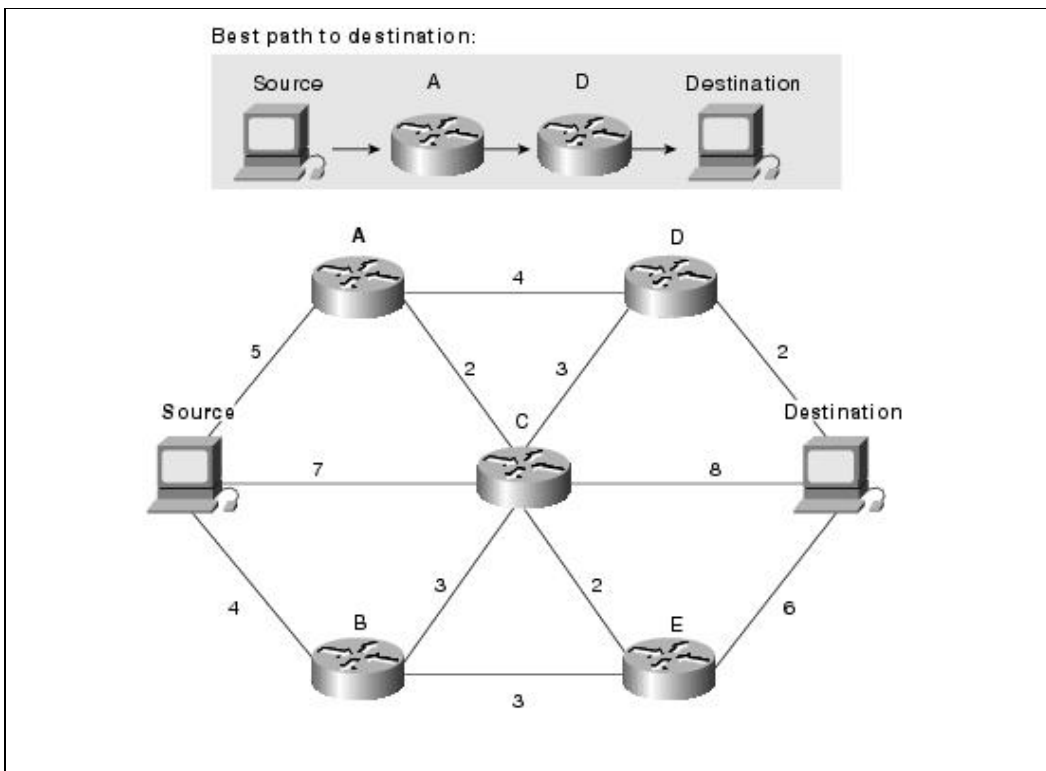 Best path to destination:
Source A D Destination
A D
4
5 2 3 2
Source C Destination
7 8
4 3 2 6
B E
3